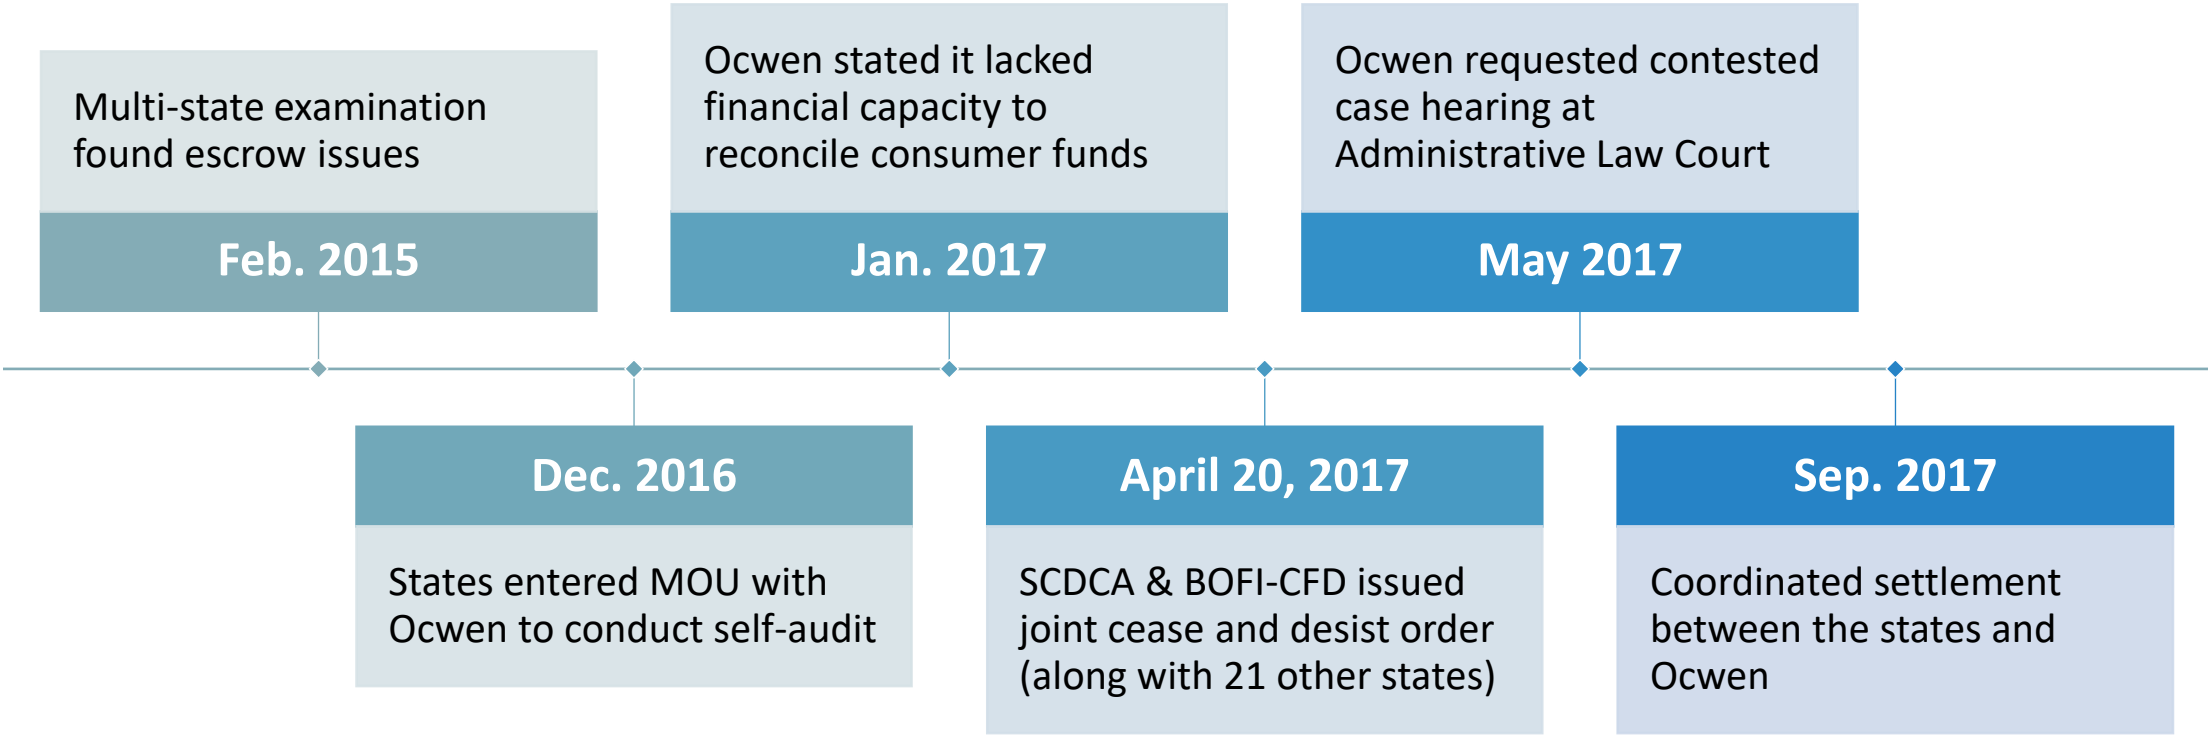 Multi-state examination
found escrow issues
Feb. 2015
Dec. 2016
States entered MOU with
Ocwen to conduct self-audit
Ocwen stated it lacked
financial capacity to
reconcile consumer funds
Jan. 2017
April 20, 2017
SCDCA & BOFI-CFD issued
joint cease and desist order
(along with 21 other states)
Ocwen requested contested
case hearing at
Administrative Law Court
May 2017
Sep. 2017
Coordinated settlement
between the states and
Ocwen